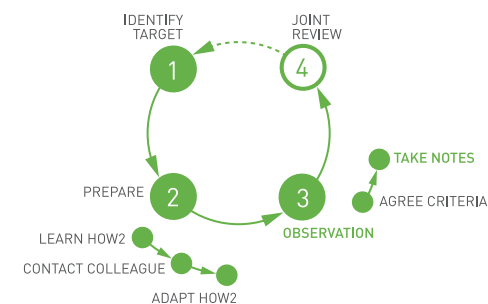 IDENTIFY
TARGET
JOINT
REVIEW
1
4
TAKE NOTES
PREPARE
2
3
AGREE CRITERIA
OBSERVATION
LEARN HOW2
CONTACT COLLEAGUE
ADAPT HOW2